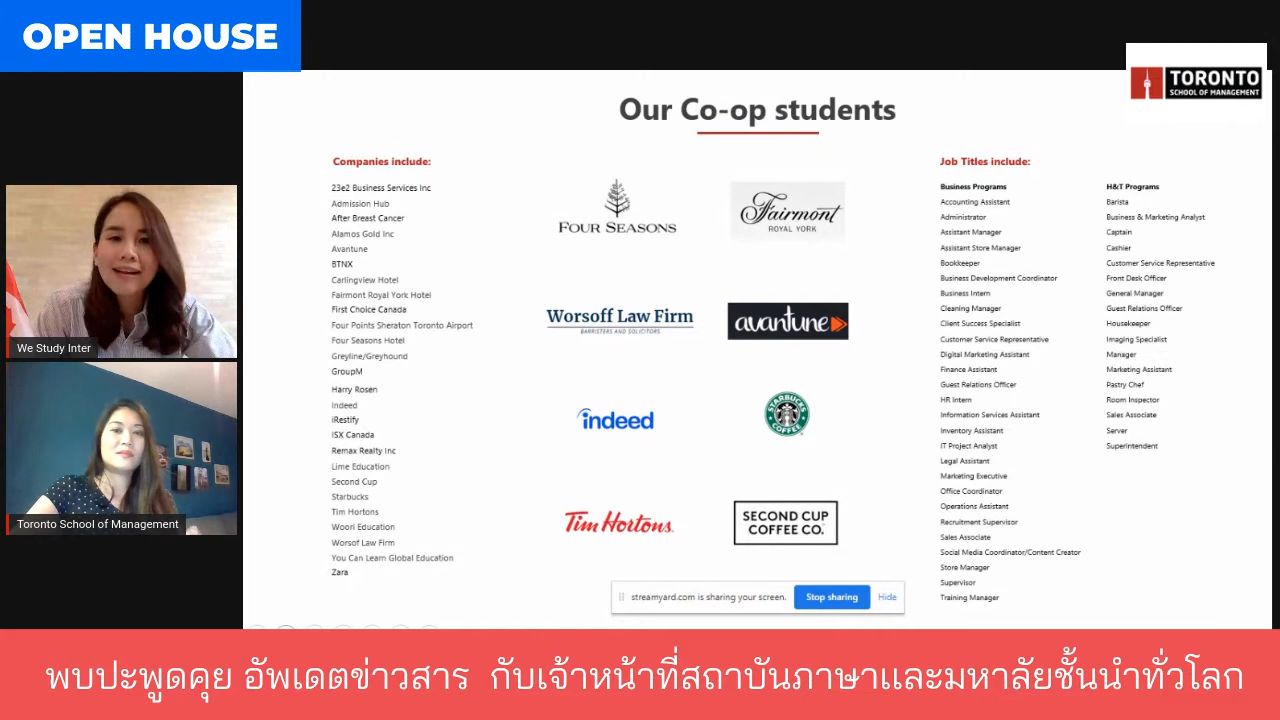 OPEN HOUSE
TORONTO
SCHOOL OF MANAGEMENT
Our Co-op students
Companies include:
23e2 Business Services Inc
Admission Hub
After Breast Cancer
Alamos Gold Inc
Avantune
BTNX
Carlingview Hotel
Fairmont Royal York Hotel
First Choice Canada
Four Points Sheraton Toronto Airport
Four Seasons Hotel
Greyline/Greyhound
GroupM
Harry Rosen
Indeed
iRestify
ISX Canada
Remax Realty Inc
Lime Education
Second Cup
Starbucks
Tim Hortons
Woori Education
Worsof Law Firm
You Can Learn Global Education
Zara
FOUR SEASONS
Fairmont
ROYAL YORK
Worsoff Law Firm
BARRISTERS AND SOLICITORS
avantune
indeed
STARBUCKS
COFFEE
Tim Hortons.
SECOND CUP
COFFEE CO.
Job Titles include:
Business Programs
Accounting Assistant
Administrator
Assistant Manager
Assistant Store Manager
Bookkeeper
Business Development Coordinator
Business Intern
Cleaning Manager
Client Success Specialist
Customer Service Representative
Digital Marketing Assistant
Finance Assistant
Guest Relations Officer
HR Intern
Information Services Assistant
Inventory Assistant
IT Project Analyst
Legal Assistant
Marketing Executive
Office Coordinator
Operations Assistant
Recruitment Supervisor
Sales Associate
Social Media Coordinator/Content Creator
Store Manager
Supervisor
Training Manager
H&T Programs
Barista
Business & Marketing Analyst
Captain
Cashier
Customer Service Representative
Front Desk Officer
General Manager
Guest Relations Officer
Housekeeper
Imaging Specialist
Manager
Marketing Assistant
Pastry Chef
Room Inspector
Sales Associate
Server
Superintendent
streamyard.com is sharing your screen. Stop sharing Hide
We Study Inter
Toronto School of Management
พบปะพูดคุย อัพเดตข่าวสาร กับเจ้าหน้าที่สถาบันภาษาและมหาลัยชั้นนำทั่วโลก